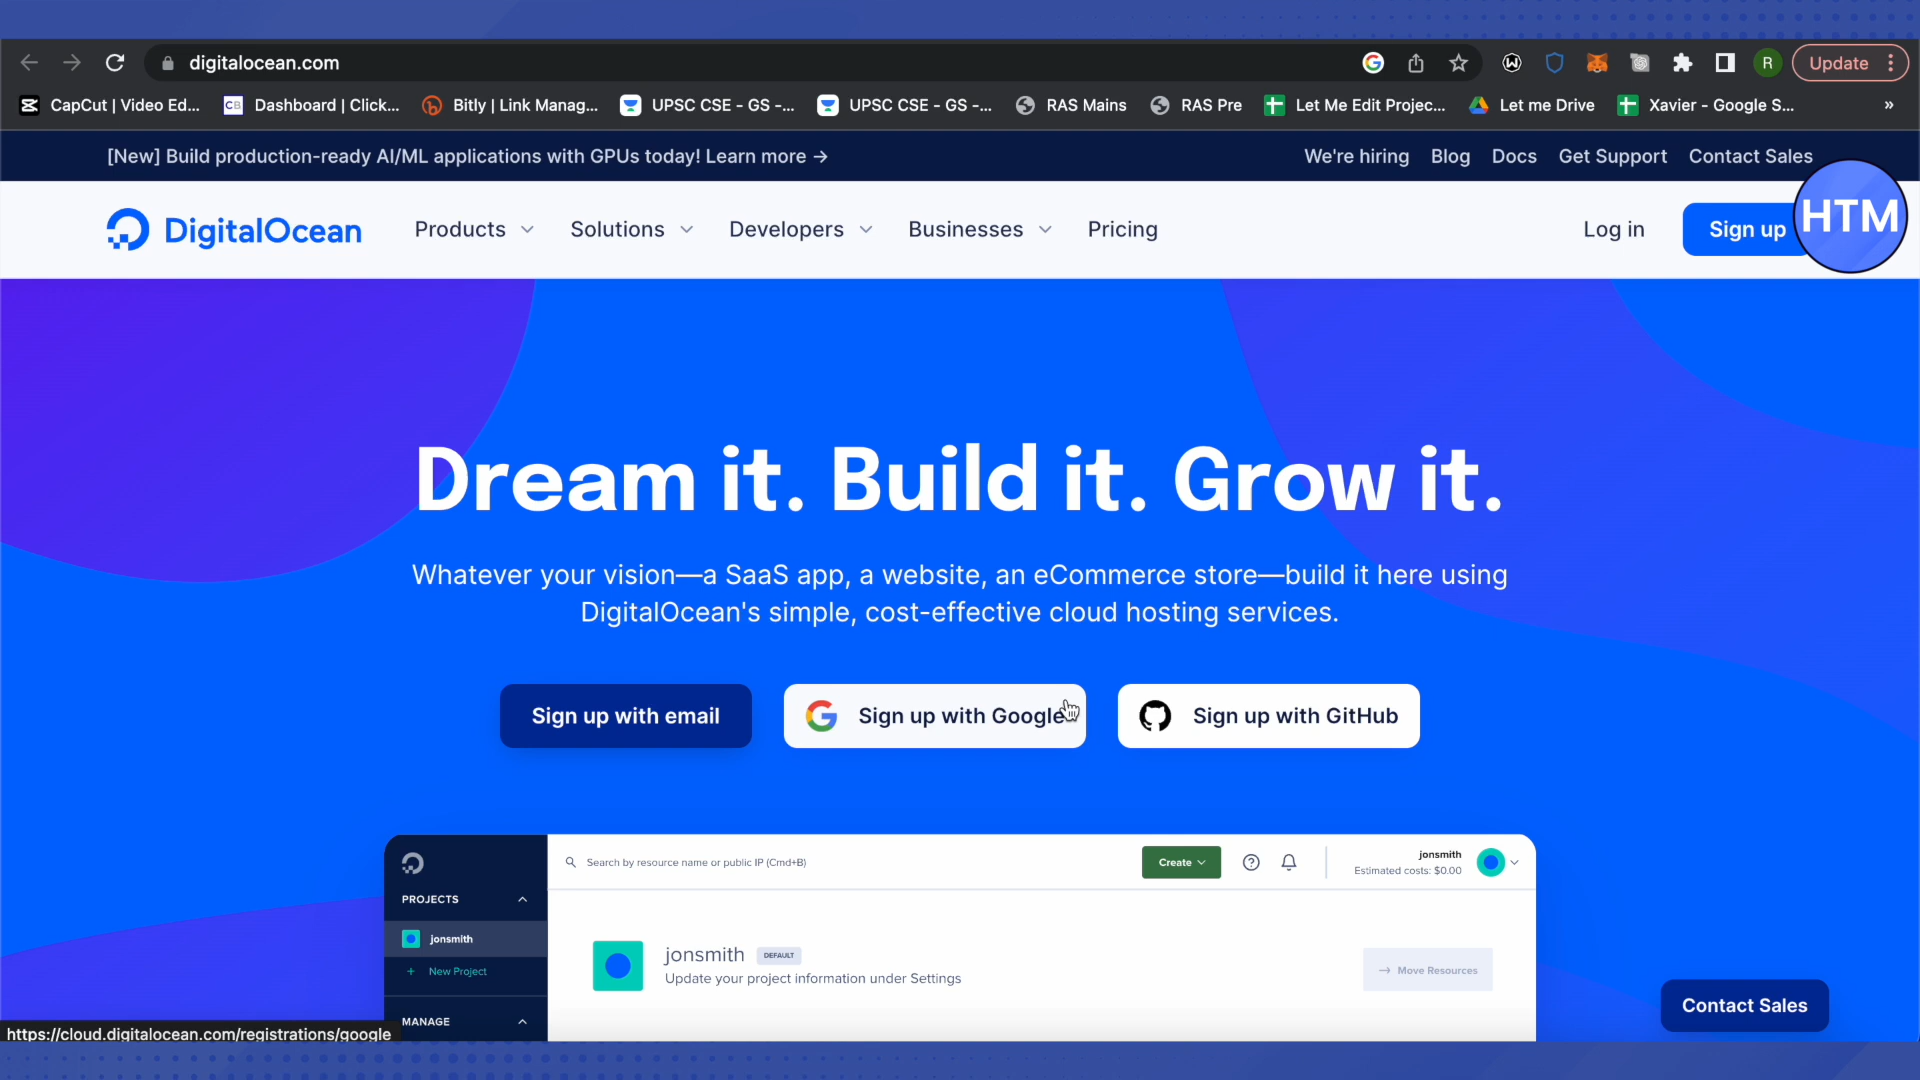 digitalocean.com
R
Update
CapCut | Video Ed...
CB
Dashboard | Click...
Bitly | Link Manag...
UPSC CSE - GS -...
UPSC CSE - GS -...
RAS Mains
RAS Pre
Let Me Edit Projec...
Let me Drive
Xavier - Google S...
»
[New] Build production-ready AI/ML applications with GPUs today! Learn more →
We're hiring
Blog
Docs
Get Support
Contact Sales
DigitalOcean
Products
Solutions
Developers
Businesses
Pricing
Log in
Sign up
HTM
Dream it. Build it. Grow it.
Whatever your vision—a SaaS app, a website, an eCommerce store—build it here using
DigitalOcean's simple, cost-effective cloud hosting services.
Sign up with email
Sign up with Google
Sign up with GitHub
Search by resource name or public IP (Cmd+B)
Create
jonsmith
Estimated costs: $0.00
PROJECTS
jonsmith
+ New Project
MANAGE
jonsmith
DEFAULT
Update your project information under Settings
→ Move Resources
Contact Sales
https://cloud.digitalocean.com/registrations/google